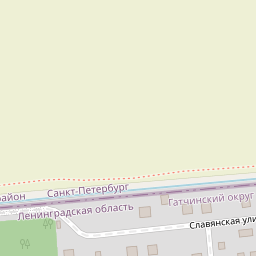 Санкт-Петербург
район
Гатчинский округ
Ленинградская область
Славянская ули